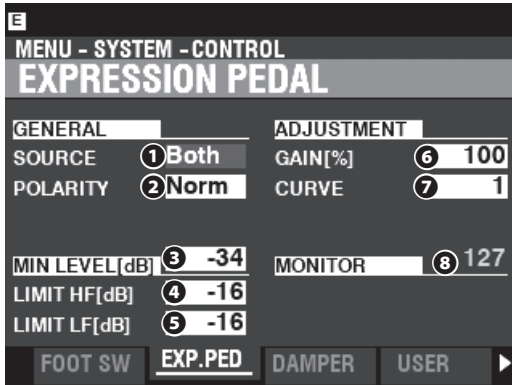 E
MENU - SYSTEM - CONTROL
EXPRESSION PEDAL
GENERAL
SOURCE 1 Both
POLARITY 2 Norm
ADJUSTMENT
GAIN[%] 6 100
CURVE 7 1
MIN LEVEL[dB] 3 -34
LIMIT HF[dB] 4 -16
LIMIT LF[dB] 5 -16
MONITOR 8 127
FOOT SW EXP.PED DAMPER USER